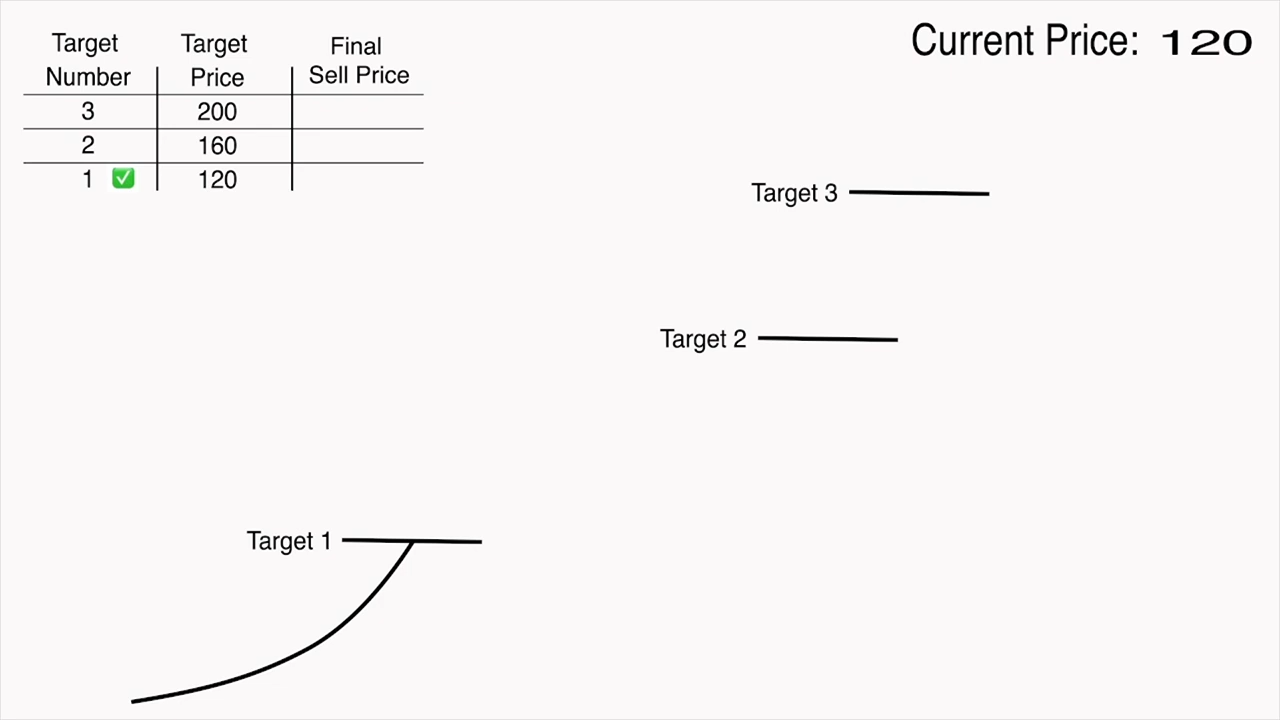 Target Number | Target Price | Final Sell Price
3 | 200 |
2 | 160 |
1 ✅ | 120 |
Current Price: 120
Target 3
Target 2
Target 1